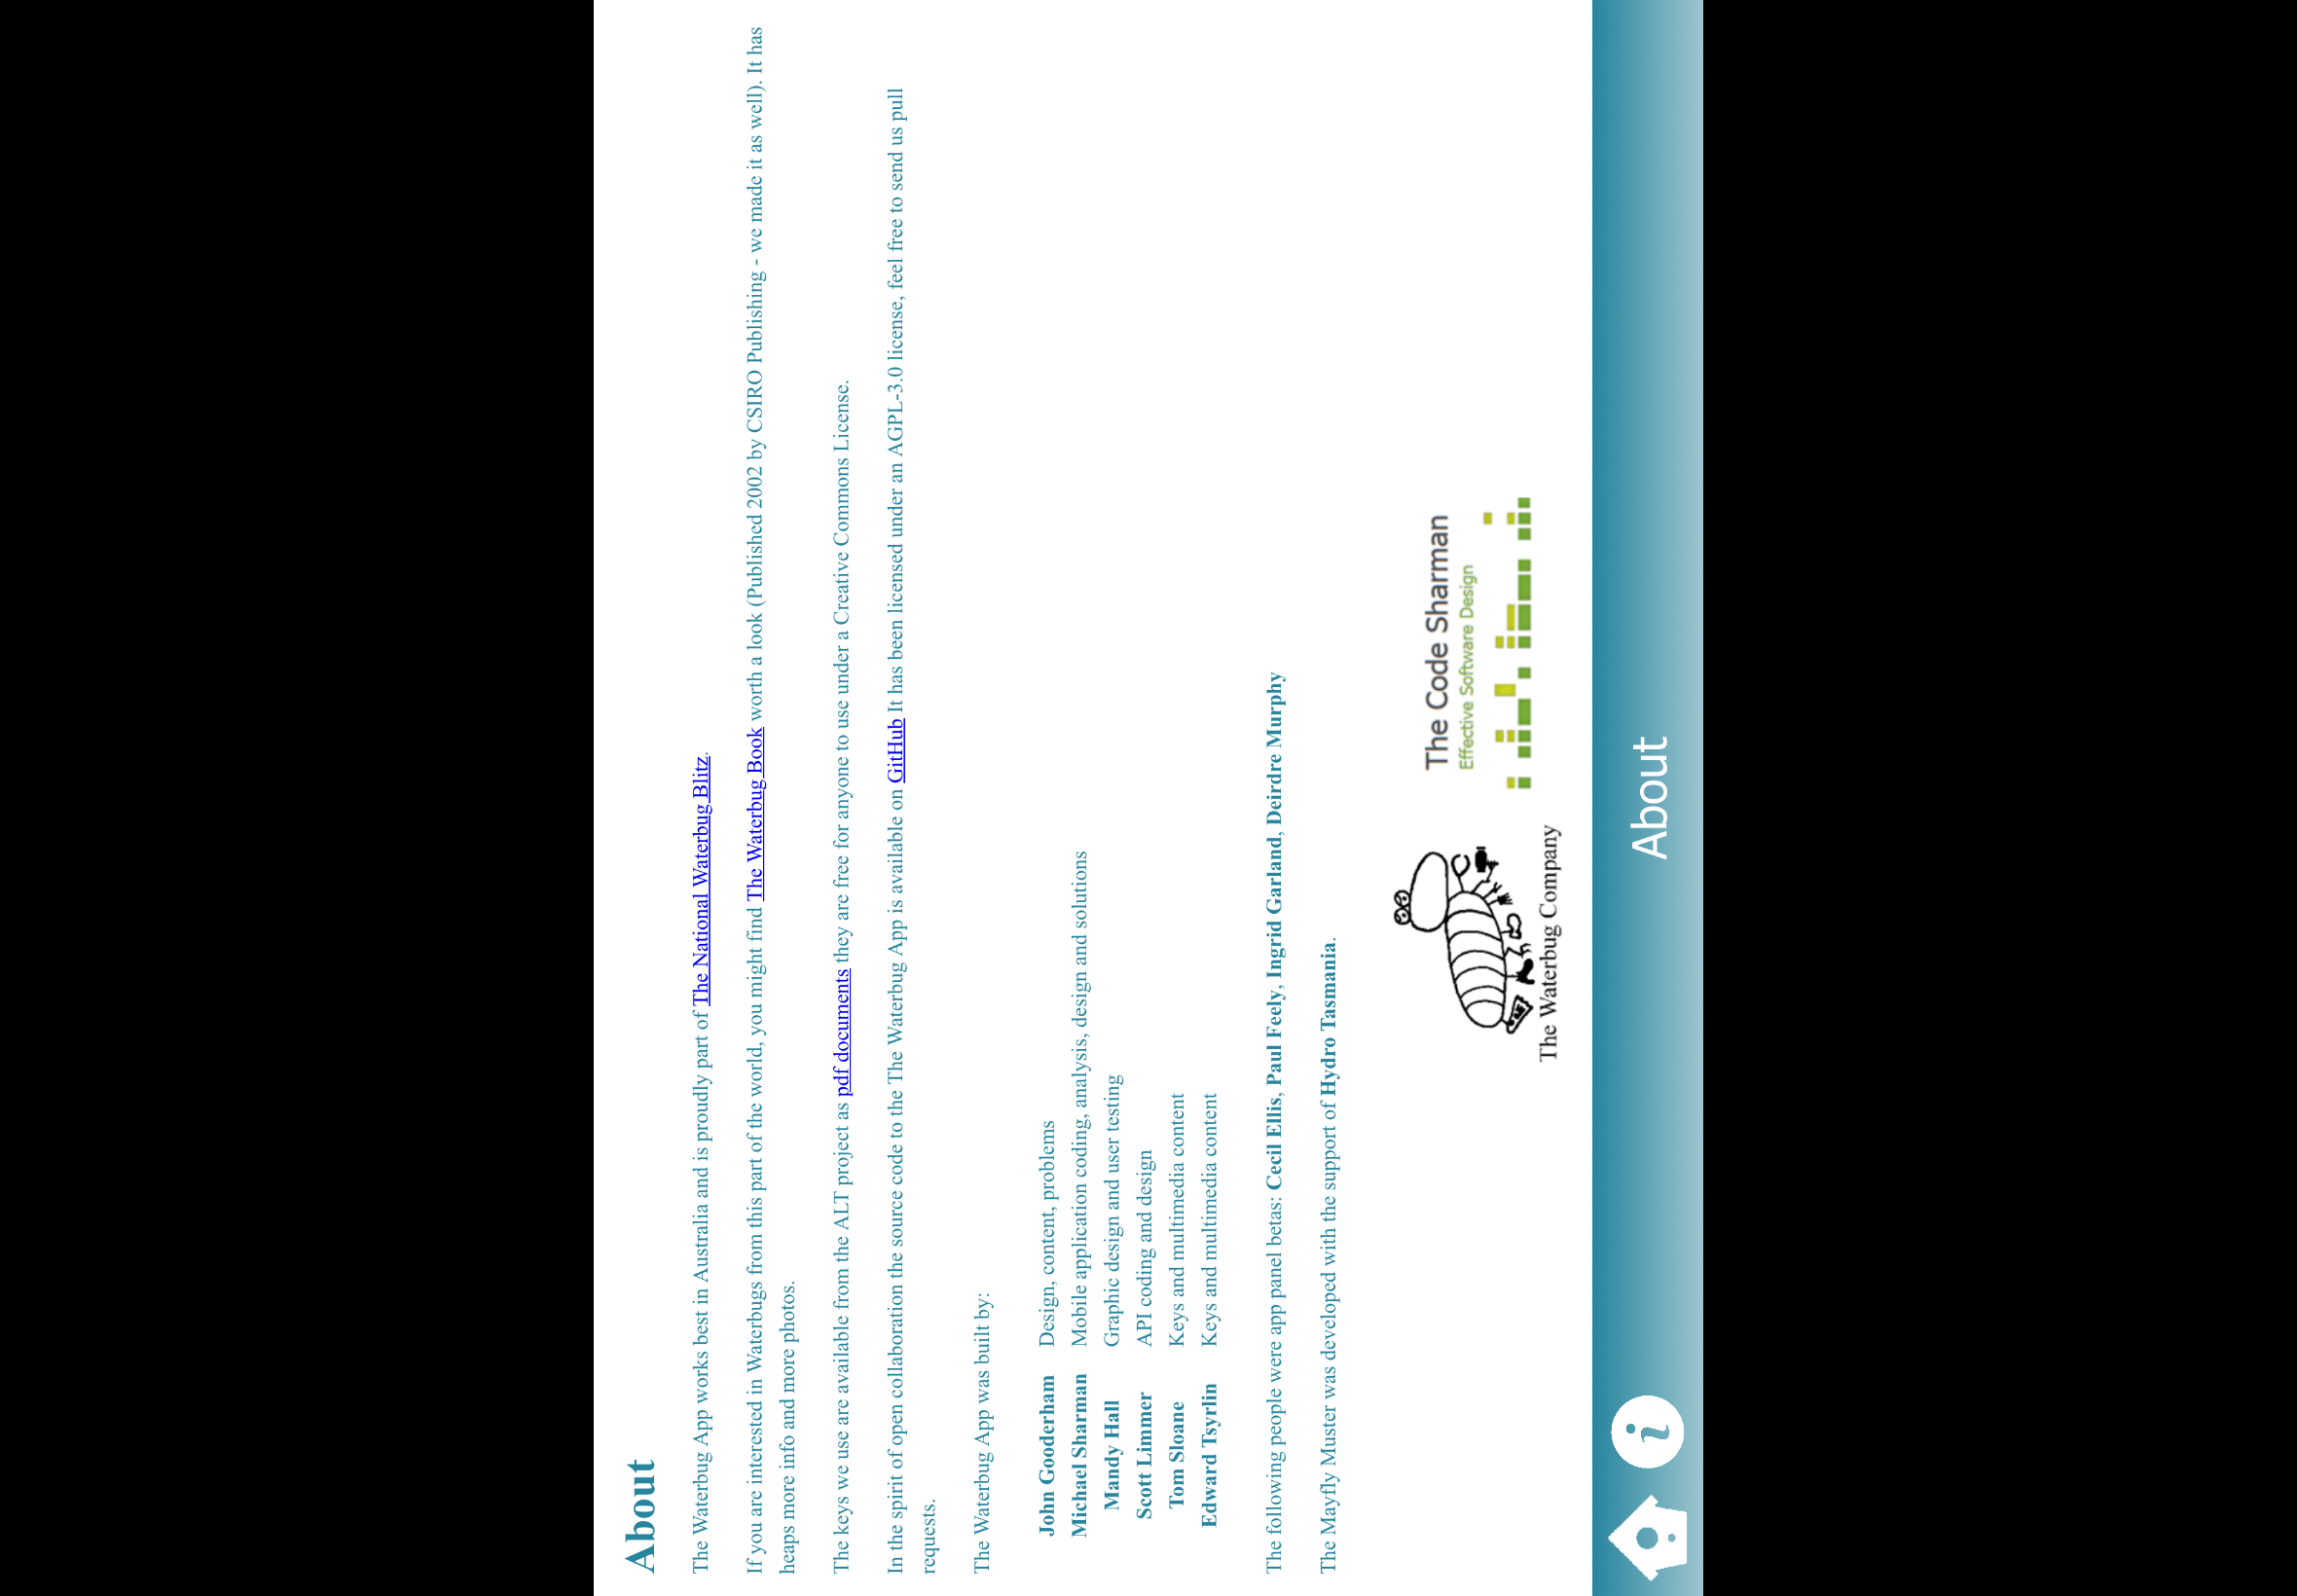 About
The Waterbug App works best in Australia and is proudly part of The National Waterbug Blitz.
If you are interested in Waterbugs from this part of the world, you might find The Waterbug Book worth a look (Published 2002 by CSIRO Publishing - we made it as well). It has
heaps more info and more photos.
The keys we use are available from the ALT project as pdf documents they are free for anyone to use under a Creative Commons License.
In the spirit of open collaboration the source code to the The Waterbug App is available on GitHub It has been licensed under an AGPL-3.0 license, feel free to send us pull
requests.
The Waterbug App was built by:
John Gooderham Design, content, problems
Michael Sharman Mobile application coding, analysis, design and solutions
Mandy Hall Graphic design and user testing
Scott Limmer API coding and design
Tom Sloane Keys and multimedia content
Edward Tsyrlin Keys and multimedia content
The following people were app panel betas: Cecil Ellis, Paul Feely, Ingrid Garland, Deirdre Murphy
The Mayfly Muster was developed with the support of Hydro Tasmania.
The Waterbug Company
The Code Sharman
Effective Software Design
i
About